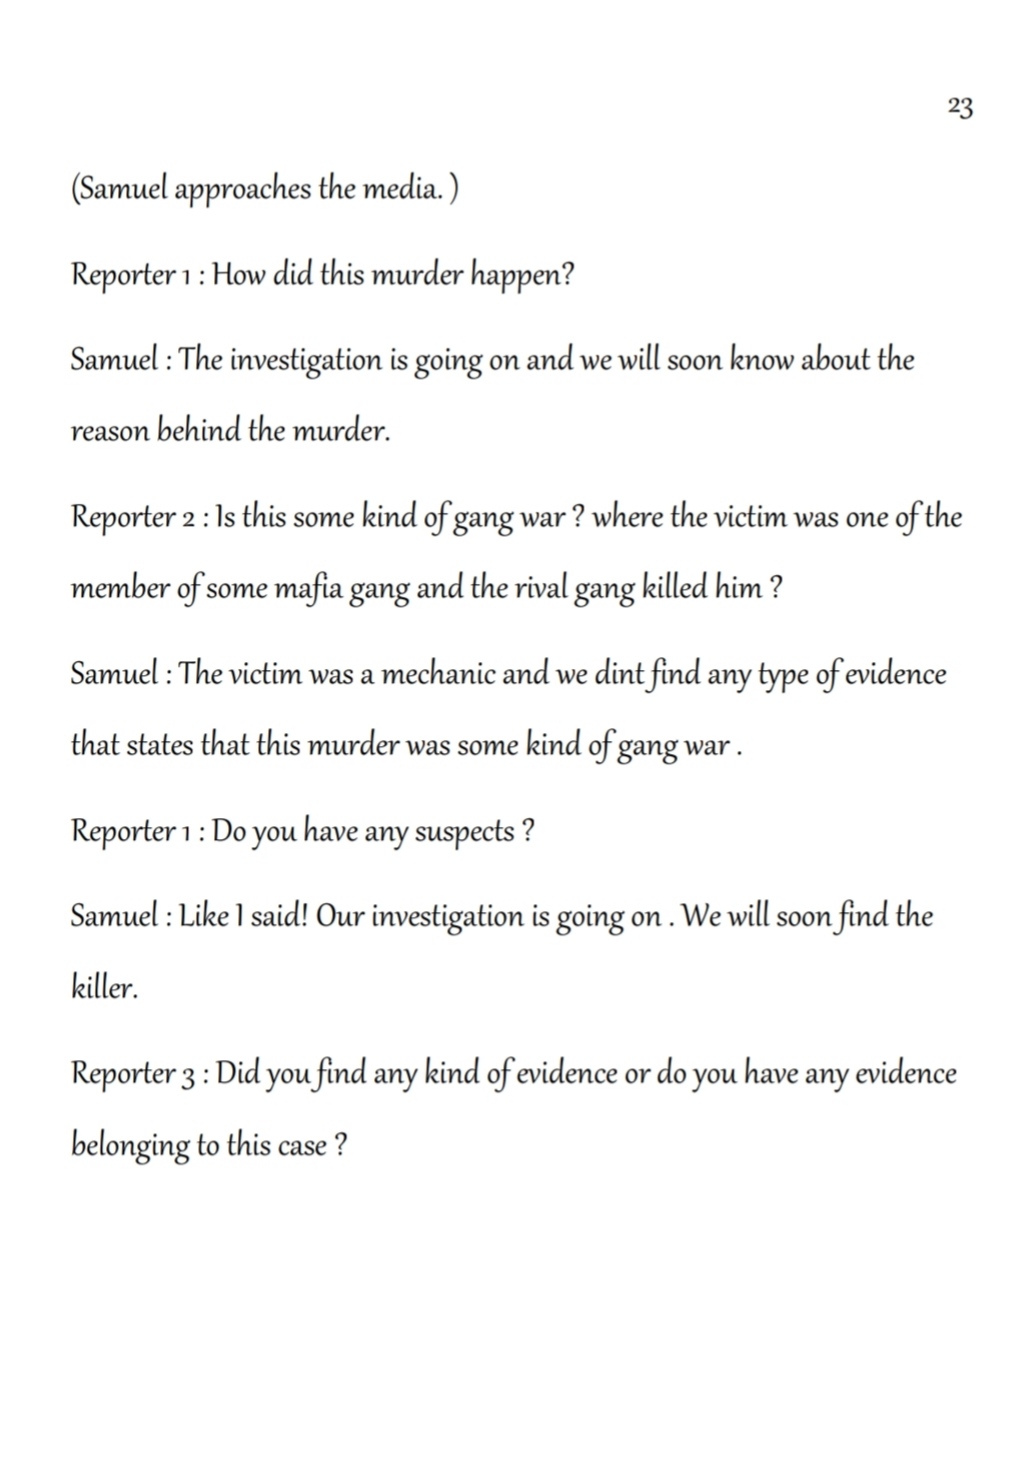 23
(Samuel approaches the media. )
Reporter 1 : How did this murder happen?
Samuel : The investigation is going on and we will soon know about the
reason behind the murder.
Reporter 2 : Is this some kind of gang war ? where the victim was one of the
member of some mafia gang and the rival gang killed him ?
Samuel : The victim was a mechanic and we dint find any type of evidence
that states that this murder was some kind of gang war .
Reporter 1 : Do you have any suspects ?
Samuel : Like I said! Our investigation is going on . We will soon find the
killer.
Reporter 3 : Did you find any kind of evidence or do you have any evidence
belonging to this case ?